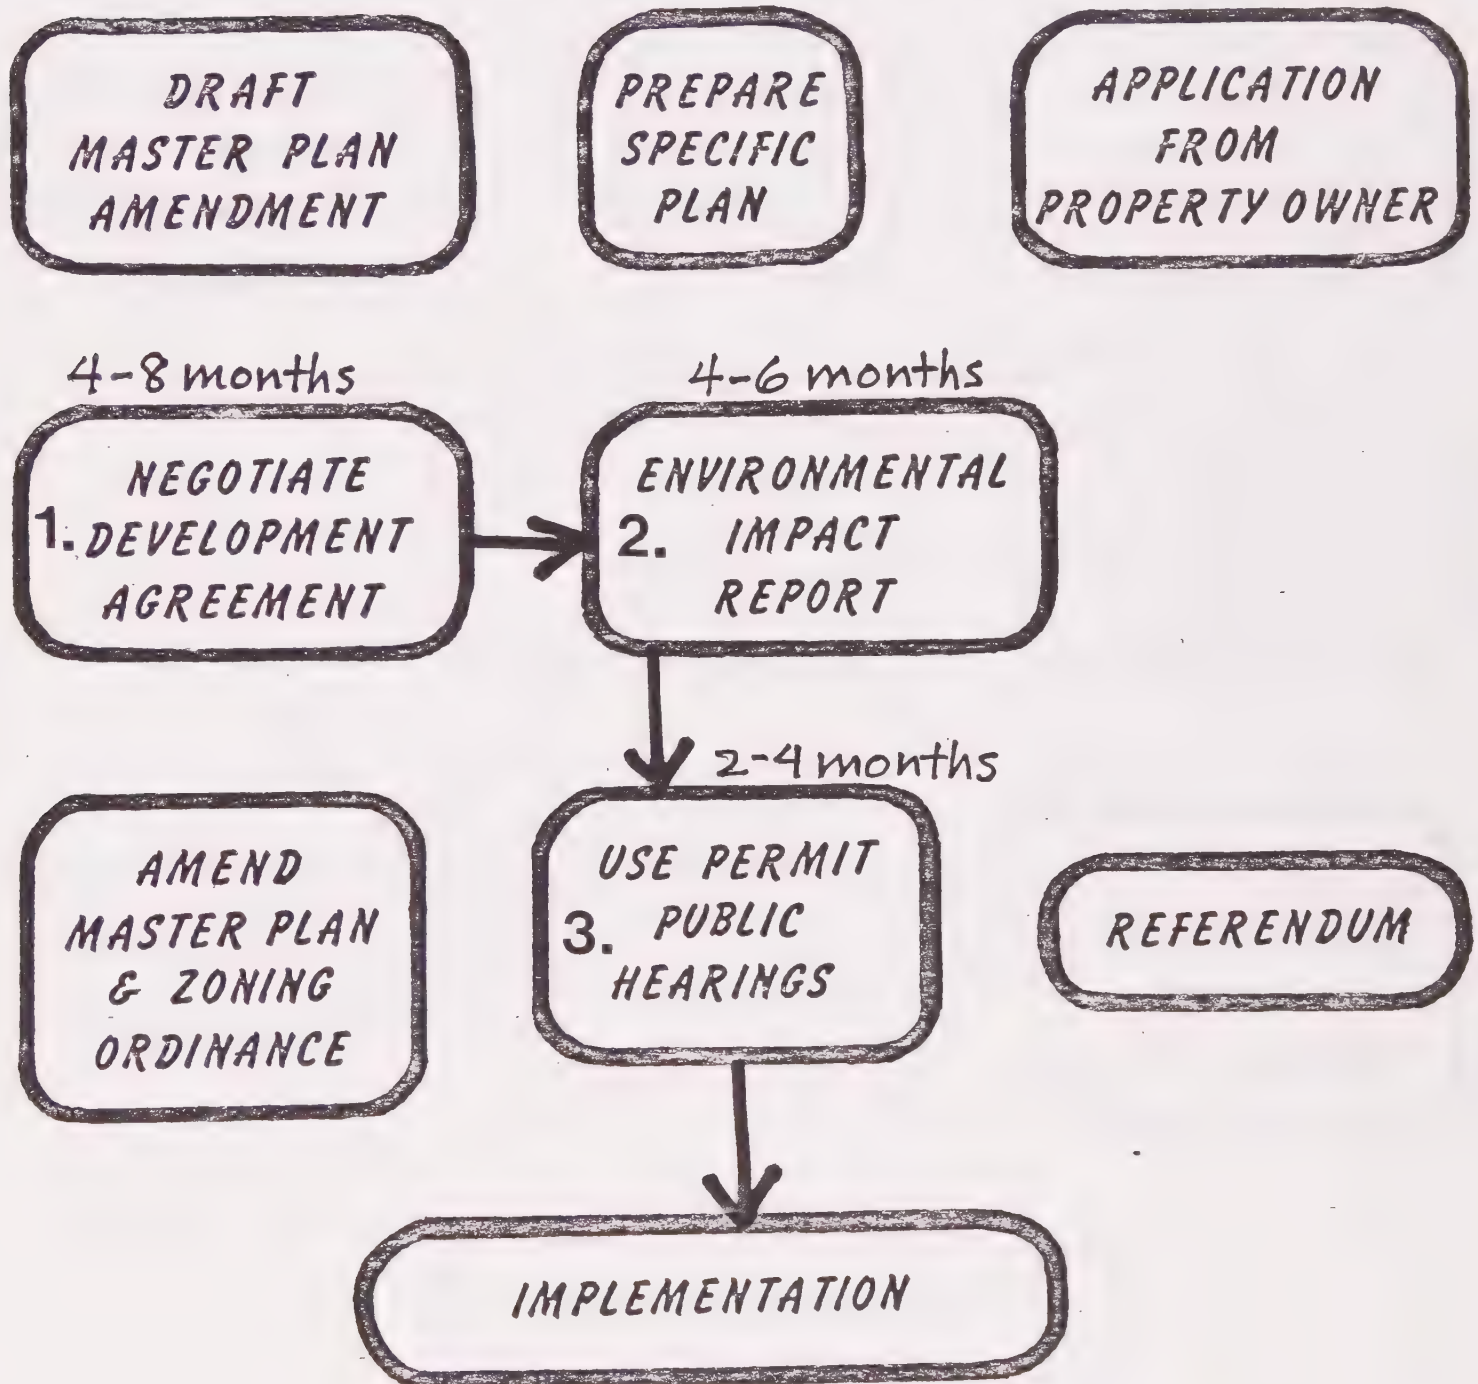 DRAFT
MASTER PLAN
AMENDMENT
PREPARE
SPECIFIC
PLAN
APPLICATION
FROM
PROPERTY OWNER
4-8 months
NEGOTIATE
1. DEVELOPMENT
AGREEMENT
4-6 months
ENVIRONMENTAL
2. IMPACT
REPORT
AMEND
MASTER PLAN
& ZONING
ORDINANCE
2-4 months
USE PERMIT
3. PUBLIC
HEARINGS
REFERENDUM
IMPLEMENTATION